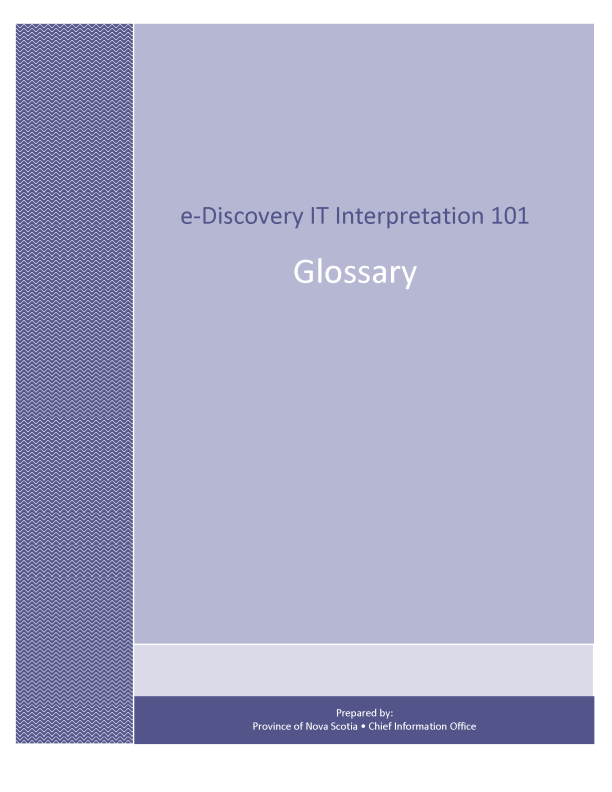 e-Discovery IT Interpretation 101
Glossary
Prepared by:
Province of Nova Scotia • Chief Information Office